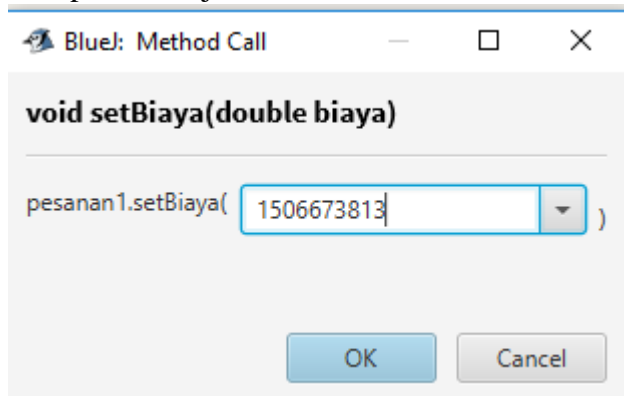 BlueJ: Method Call
void setBiaya(double biaya)
pesanan1.setBiaya( 1506673813 )
OK Cancel